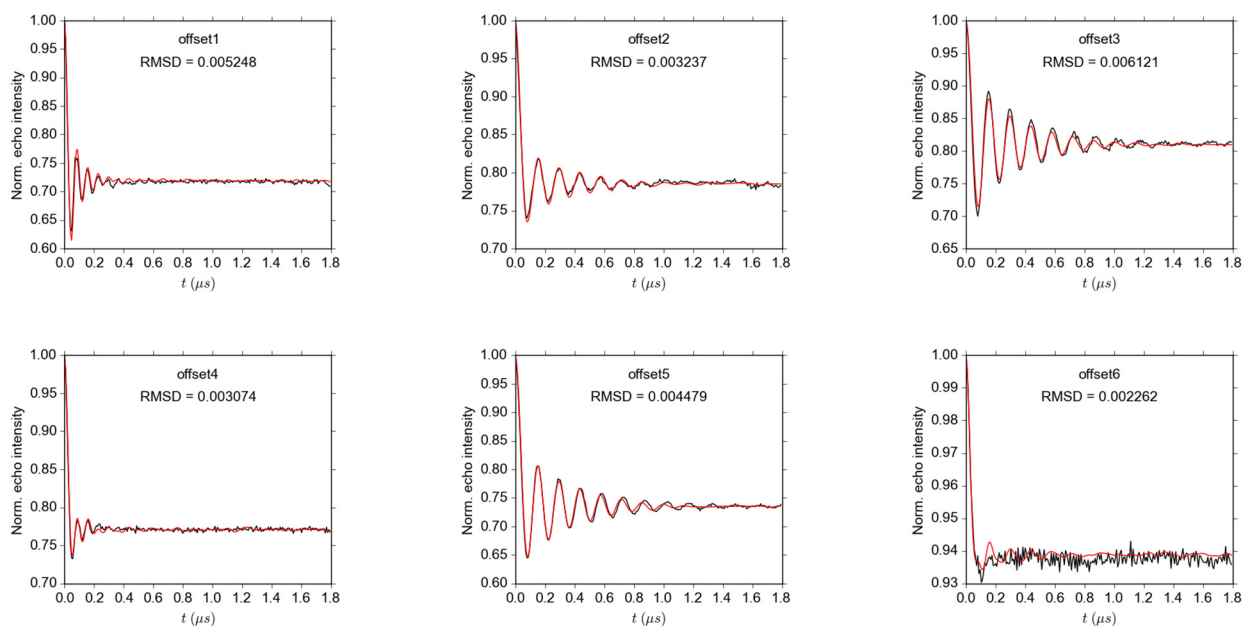 1.00
0.95
0.90
0.85
0.80
0.75
0.70
0.65
0.60
Norm. echo intensity
offset1
RMSD = 0.005248
0.0 0.2 0.4 0.6 0.8 1.0 1.2 1.4 1.6 1.8
t (μs)
1.00
0.95
0.90
0.85
0.80
0.75
0.70
Norm. echo intensity
offset2
RMSD = 0.003237
0.0 0.2 0.4 0.6 0.8 1.0 1.2 1.4 1.6 1.8
t (μs)
1.00
0.95
0.90
0.85
0.80
0.75
0.70
0.65
Norm. echo intensity
offset3
RMSD = 0.006121
0.0 0.2 0.4 0.6 0.8 1.0 1.2 1.4 1.6 1.8
t (μs)
1.00
0.95
0.90
0.85
0.80
0.75
0.70
Norm. echo intensity
offset4
RMSD = 0.003074
0.0 0.2 0.4 0.6 0.8 1.0 1.2 1.4 1.6 1.8
t (μs)
1.00
0.95
0.90
0.85
0.80
0.75
0.70
0.65
0.60
Norm. echo intensity
offset5
RMSD = 0.004479
0.0 0.2 0.4 0.6 0.8 1.0 1.2 1.4 1.6 1.8
t (μs)
1.00
0.99
0.98
0.97
0.96
0.95
0.94
0.93
Norm. echo intensity
offset6
RMSD = 0.002262
0.0 0.2 0.4 0.6 0.8 1.0 1.2 1.4 1.6 1.8
t (μs)